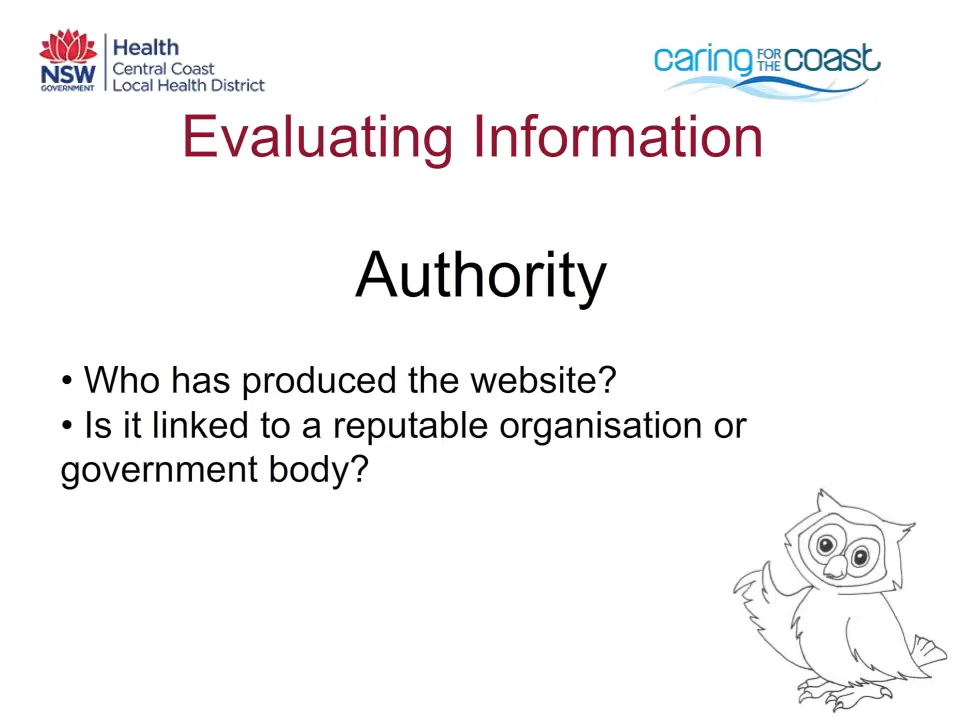 Health
Central Coast
Local Health District
NSW
GOVERNMENT
caring FOR THE coast
Evaluating Information
Authority
• Who has produced the website?
• Is it linked to a reputable organisation or
government body?